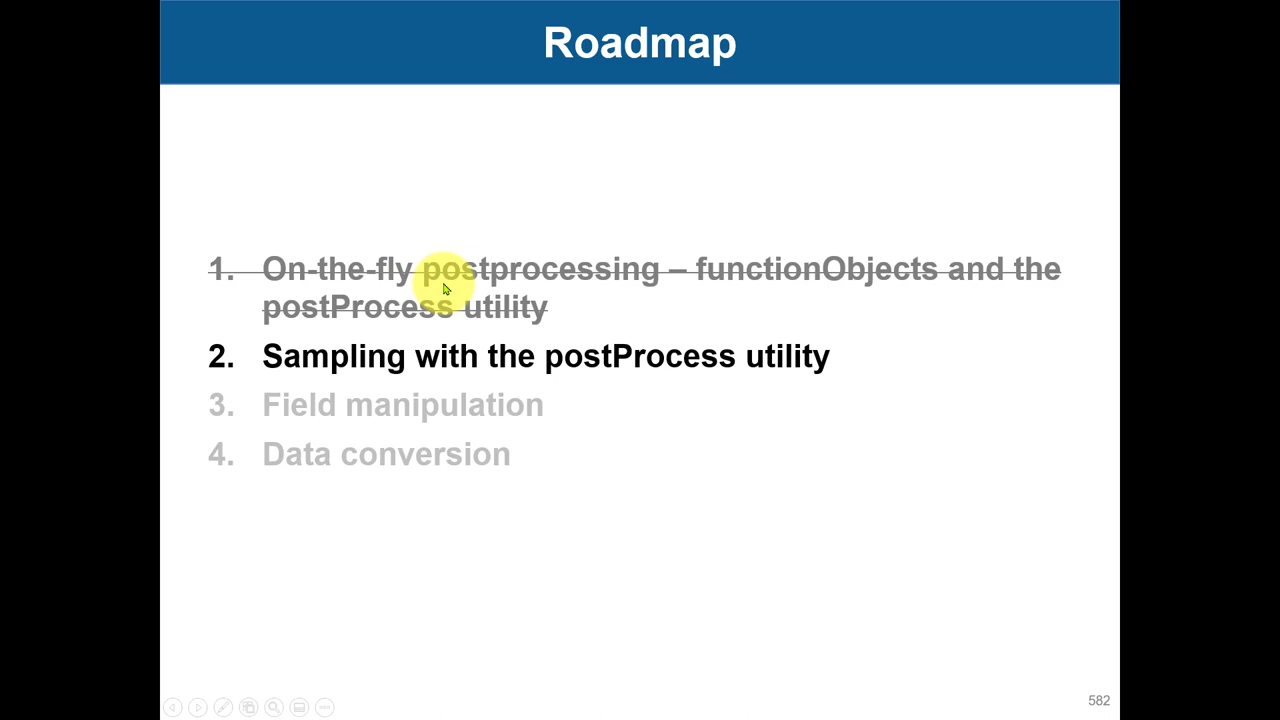 Roadmap
1. On-the-fly postprocessing – functionObjects and the
postProcess utility
2. Sampling with the postProcess utility
3. Field manipulation
4. Data conversion
582